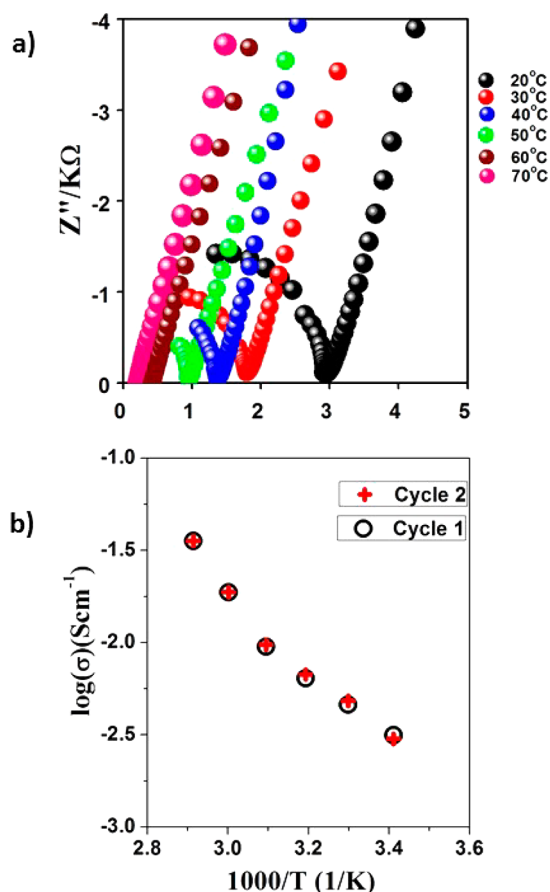 a)
Z''/KΩ
-4
-3
-2
-1
0
0 1 2 3 4 5
20°C
30°C
40°C
50°C
60°C
70°C
b)
log(σ)(Scm⁻¹)
-1.0
-1.5
-2.0
-2.5
-3.0
Cycle 2
Cycle 1
2.8 3.0 3.2 3.4 3.6
1000/T (1/K)